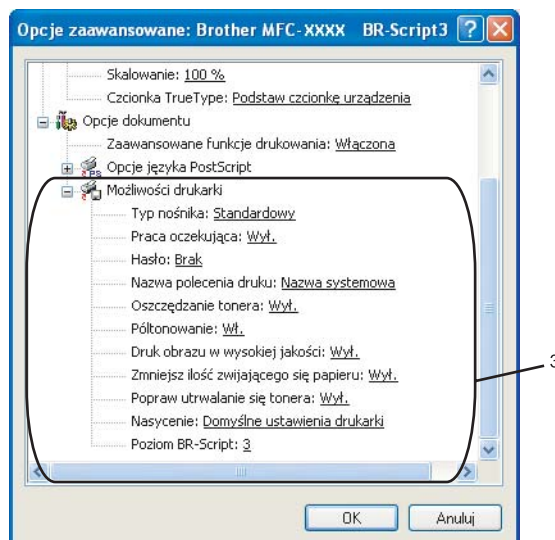 Opcje zaawansowane: Brother MFC-XXXX BR-Script3
Skalowanie: 100 %
Czcionka TrueType: Podstaw czcionkę urządzenia
Opcje dokumentu
Zaawansowane funkcje drukowania: Włączona
Opcje języka PostScript
Możliwości drukarki
Typ nośnika: Standardowy
Praca oczekująca: Wył.
Hasło: Brak
Nazwa polecenia druku: Nazwa systemowa
Oszczędzanie tonera: Wył.
Półtonowanie: Wł.
Druk obrazu w wysokiej jakości: Wył.
Zmniejsz ilość zwijającego się papieru: Wył.
Popraw utrwalanie się tonera: Wył.
Nasycenie: Domyślne ustawienia drukarki
Poziom BR-Script: 3
3
OK Anuluj